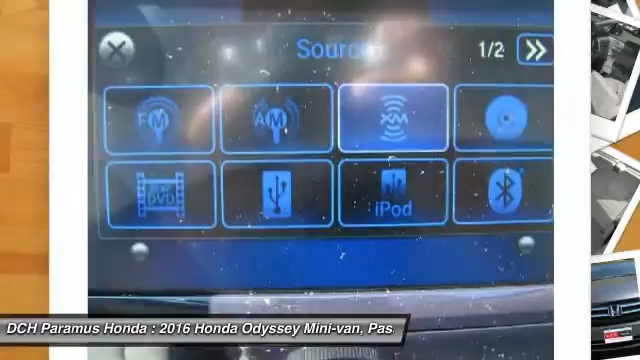 Source
1/2
FM
AM
XM
DVD
iPod
DCH Paramus Honda : 2016 Honda Odyssey Mini-van, Pas